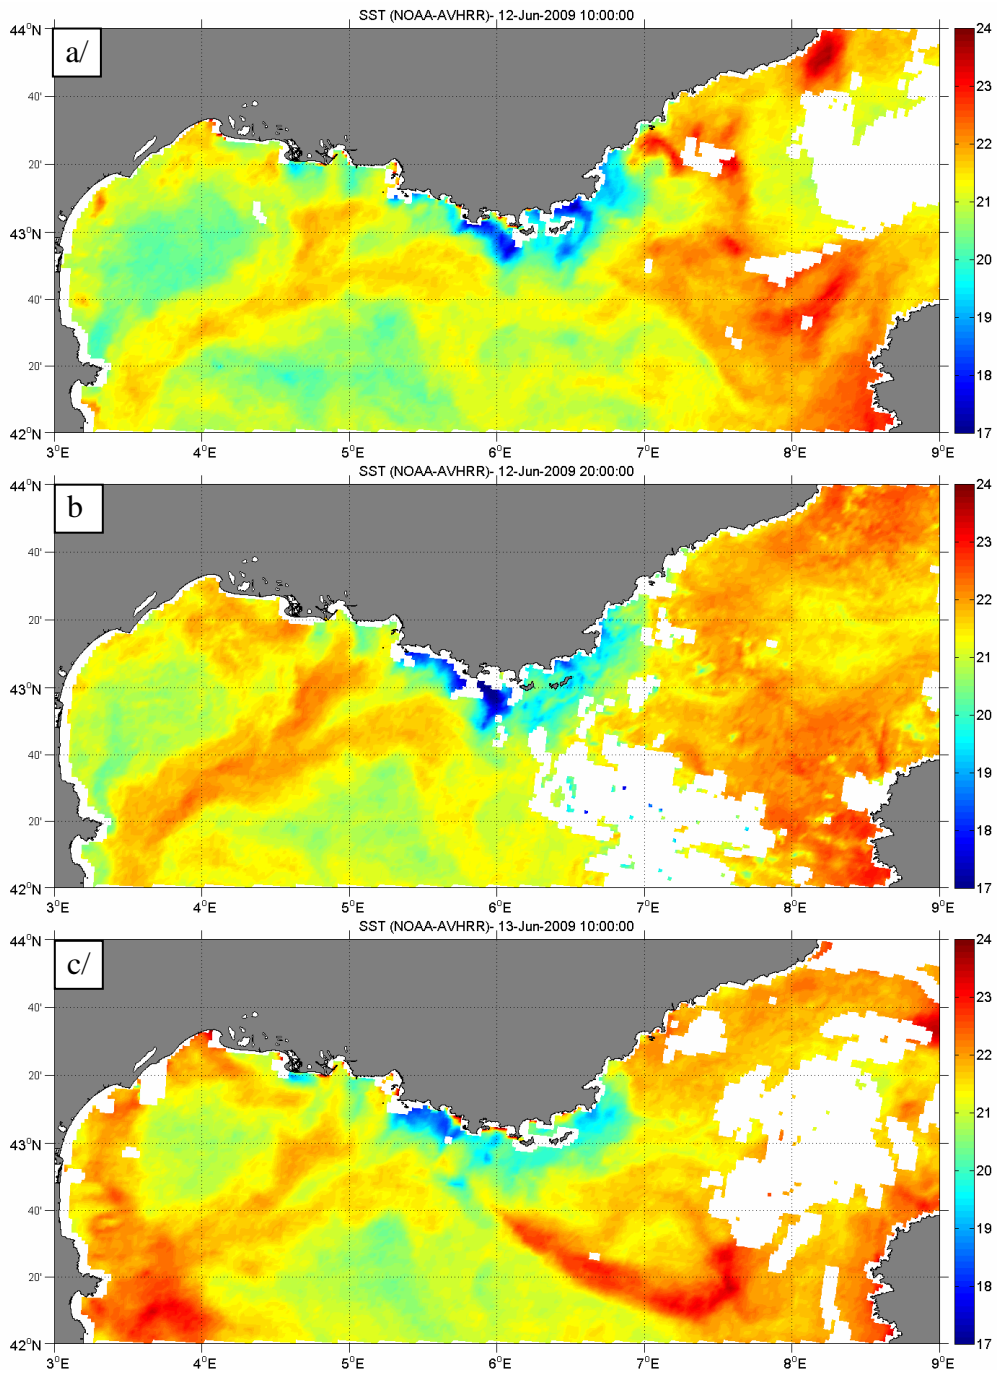 SST (NOAA-AVHRR)- 12-Jun-2009 10:00:00
a/
44°N
40'
20'
43°N
40'
20'
42°N
3°E 4°E 5°E 6°E 7°E 8°E 9°E
24
23
22
21
20
19
18
17
SST (NOAA-AVHRR)- 12-Jun-2009 20:00:00
b
44°N
40'
20'
43°N
40'
20'
42°N
3°E 4°E 5°E 6°E 7°E 8°E 9°E
24
23
22
21
20
19
18
17
SST (NOAA-AVHRR)- 13-Jun-2009 10:00:00
c/
44°N
40'
20'
43°N
40'
20'
42°N
3°E 4°E 5°E 6°E 7°E 8°E 9°E
24
23
22
21
20
19
18
17